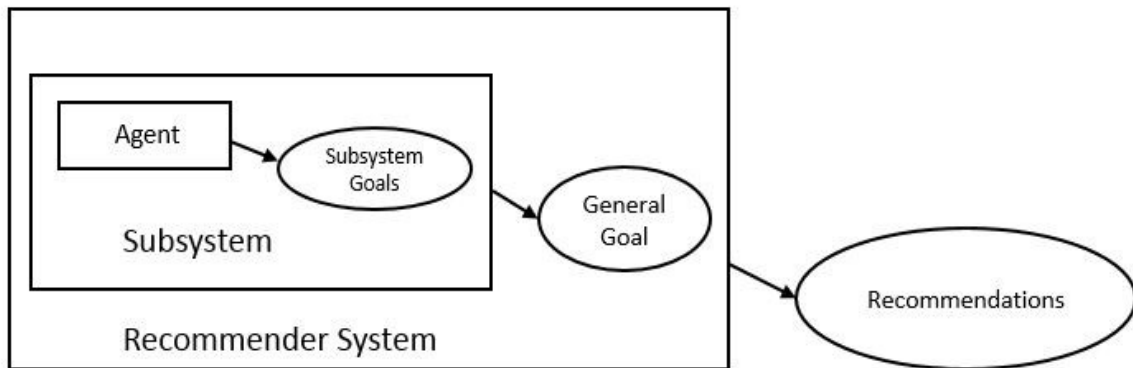 Agent
Subsystem
Goals
Subsystem
General
Goal
Recommendations
Recommender System